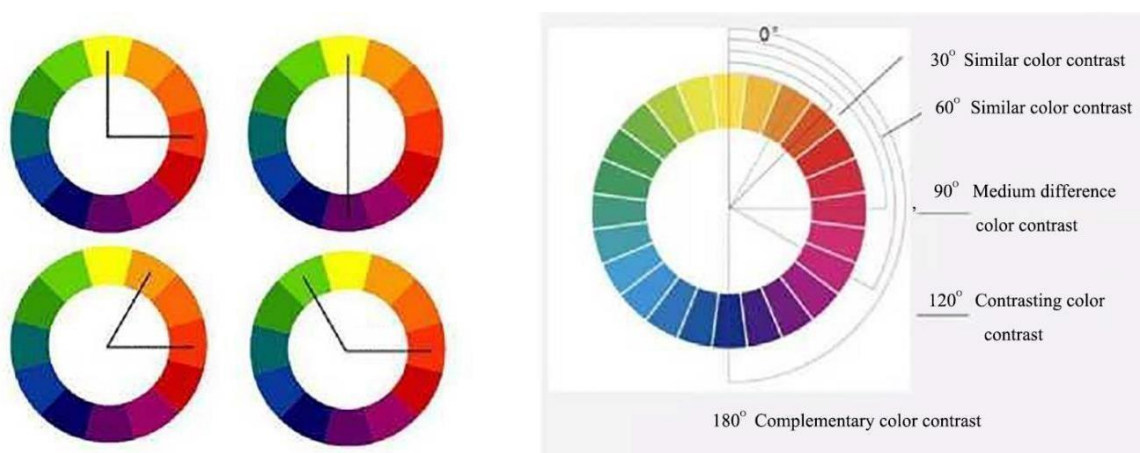 0°
30° Similar color contrast
60° Similar color contrast
90° Medium difference
color contrast
120° Contrasting color
contrast
180° Complementary color contrast